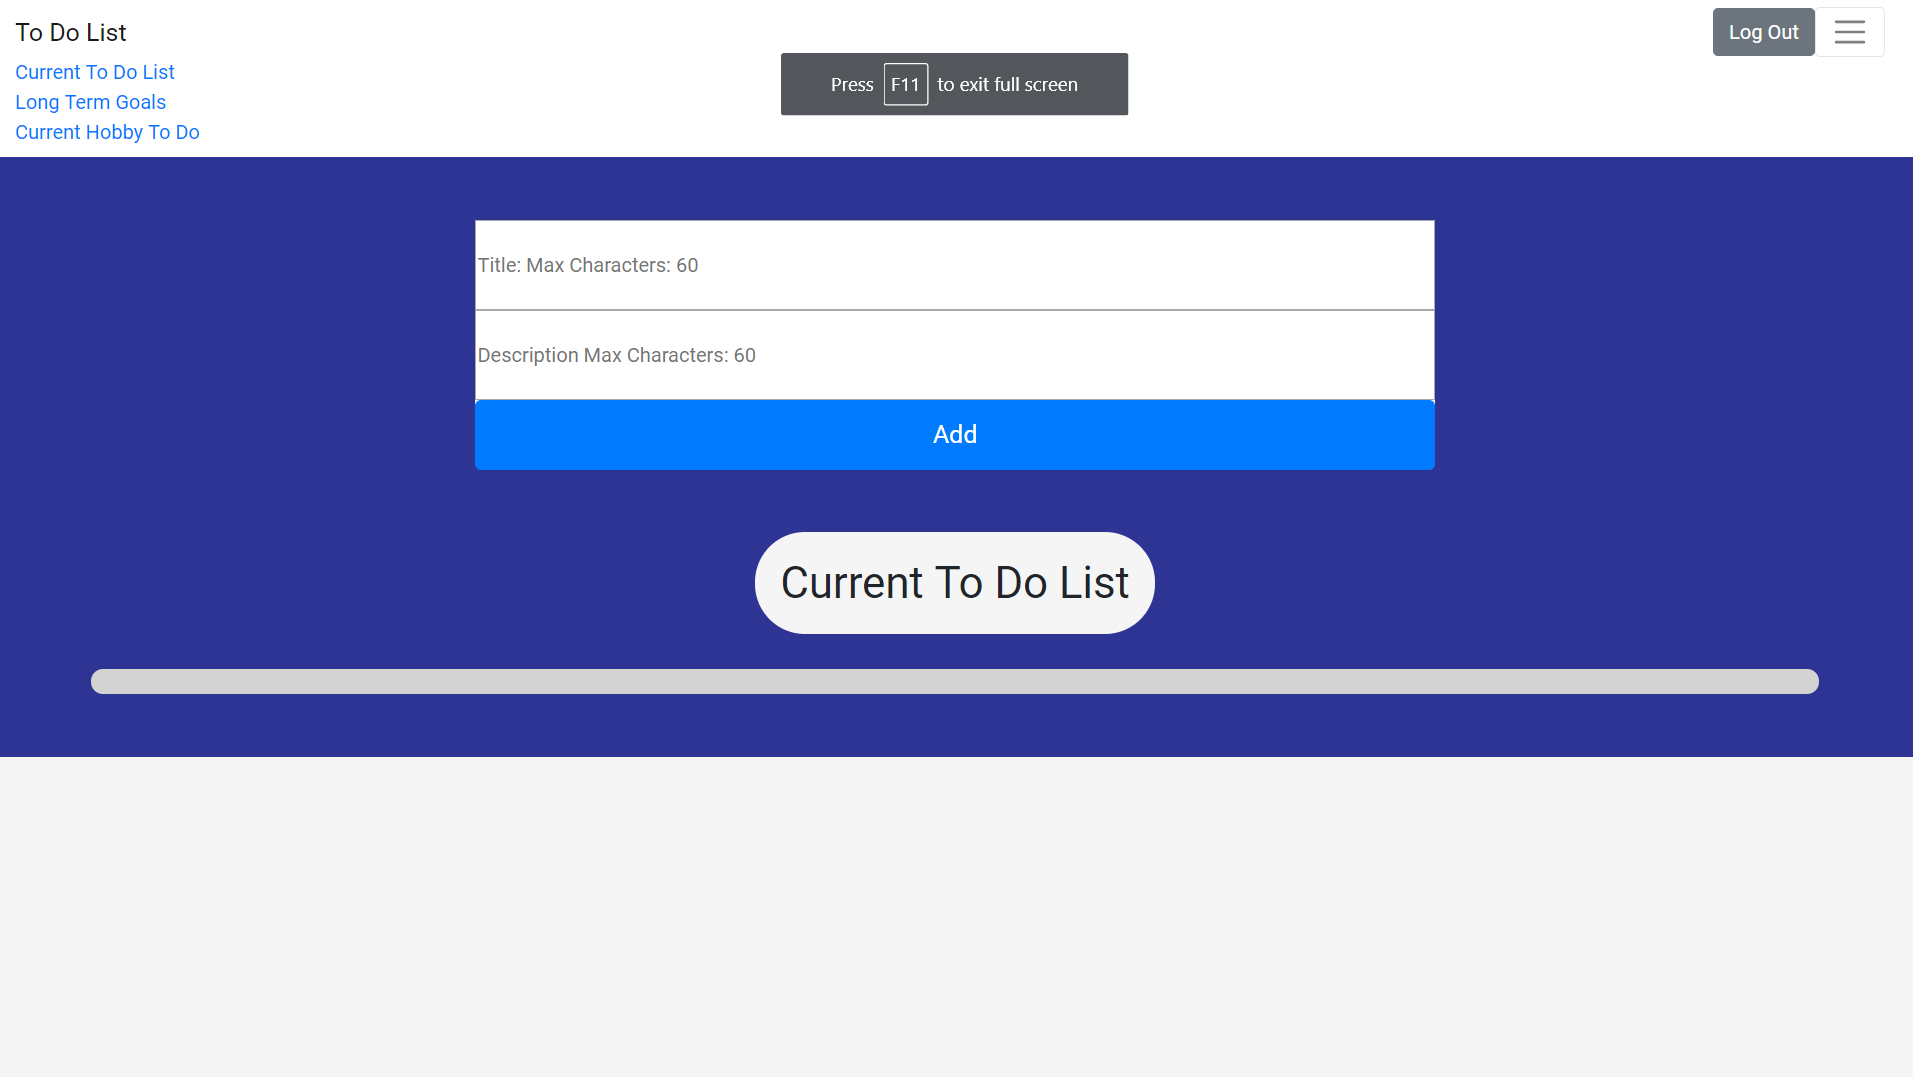 To Do List
Log Out
Current To Do List
Long Term Goals
Current Hobby To Do
Press F11 to exit full screen
Title: Max Characters: 60
Description Max Characters: 60
Add
Current To Do List